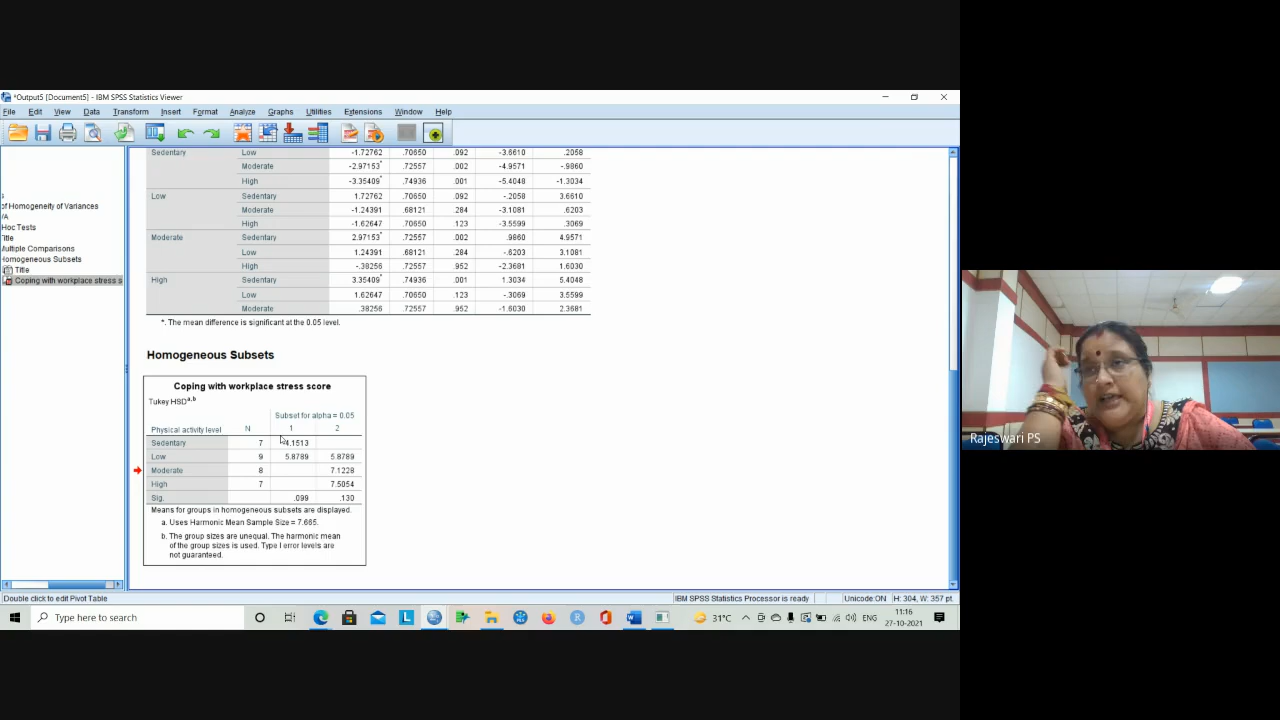 *Output5 [Document5] - IBM SPSS Statistics Viewer
File Edit View Data Transform Insert Format Analyze Graphs Utilities Extensions Window Help
of Homogeneity of Variances
Hoc Tests
Multiple Comparisons
Homogeneous Subsets
Title
Coping with workplace stress s
Sedentary Low -1.72762 .70650 .092 -3.6610 .2058
Moderate -2.97153* .72557 .002 -4.9571 -.9860
High -3.35409* .74936 .001 -5.4048 -1.3034
Low Sedentary 1.72762 .70650 .092 -.2058 3.6610
Moderate -1.24391 .68121 .284 -3.1081 .6203
High -1.62647 .70650 .123 -3.5599 .3069
Moderate Sedentary 2.97153* .72557 .002 .9860 4.9571
Low 1.24391 .68121 .284 -.6203 3.1081
High -.38256 .72557 .952 -2.3681 1.6030
High Sedentary 3.35409* .74936 .001 1.3034 5.4048
Low 1.62647 .70650 .123 -.3069 3.5599
Moderate .38256 .72557 .952 -1.6030 2.3681
*. The mean difference is significant at the 0.05 level.
Homogeneous Subsets
Coping with workplace stress score
Tukey HSDa,b
Subset for alpha = 0.05
Physical activity level N 1 2
Sedentary 7 4.1513
Low 9 5.8789 5.8789
Moderate 8 7.1228
High 7 7.5054
Sig. .099 .130
Means for groups in homogeneous subsets are displayed.
a. Uses Harmonic Mean Sample Size = 7.665.
b. The group sizes are unequal. The harmonic mean
of the group sizes is used. Type I error levels are
not guaranteed.
Double click to edit Pivot Table IBM SPSS Statistics Processor is ready Unicode:ON H: 304, W: 357 pt.
Type here to search 31°C ENG 11:16
27-10-2021
Rajeswari PS